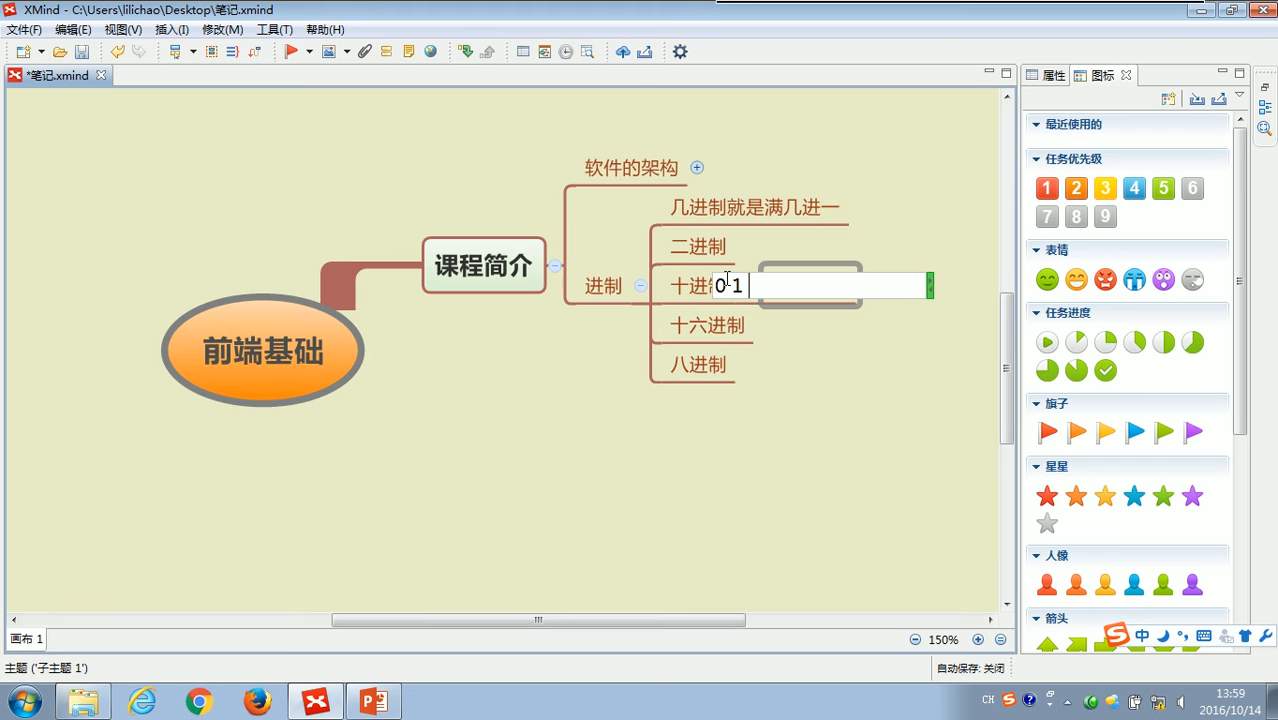 XMind - C:\Users\lilichao\Desktop\笔记.xmind
文件(F) 编辑(E) 视图(V) 插入(I) 修改(M) 工具(T) 帮助(H)
*笔记.xmind
属性 图标
最近使用的
任务优先级
1 2 3 4 5 6
7 8 9
表情
任务进度
旗子
星星
人像
箭头
软件的架构
几进制就是满几进一
课程简介
二进制
进制
十进
0 1
十六进制
前端基础
八进制
画布 1
150%
中
主题 ('子主题 1')
自动保存: 关闭
CH
13:59
2016/10/14